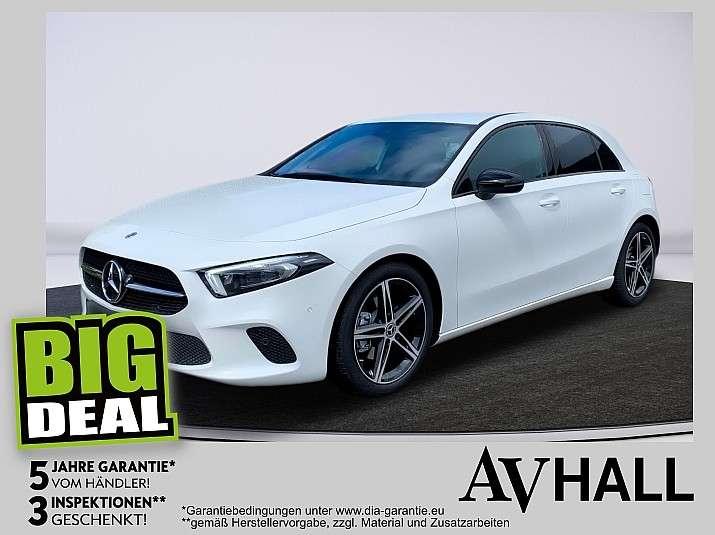 BIG
DEAL
5 JAHRE GARANTIE*
VOM HÄNDLER!
3 INSPEKTIONEN**
GESCHENKT!
AVHALL
*Garantiebedingungen unter www.dia-garantie.eu
**gemäß Herstellervorgabe, zzgl. Material und Zusatzarbeiten